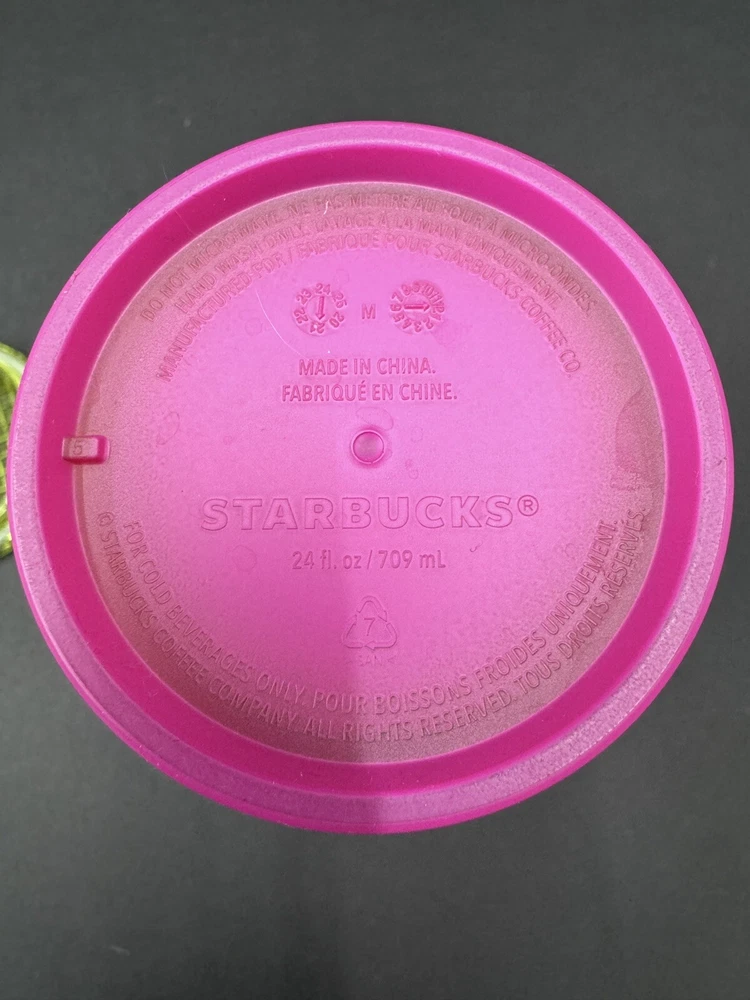 DO NOT MICROWAVE. NE PAS METTRE AU FOUR À MICRO-ONDES.
HAND WASH ONLY. LAVAGE À LA MAIN UNIQUEMENT.
MANUFACTURED FOR / FABRIQUÉ POUR STARBUCKS COFFEE CO.
M
MADE IN CHINA.
FABRIQUÉ EN CHINE.
5
STARBUCKS®
24 fl. oz / 709 mL
7
FOR COLD BEVERAGES ONLY. POUR BOISSONS FROIDES UNIQUEMENT.
© STARBUCKS COFFEE COMPANY. ALL RIGHTS RESERVED. TOUS DROITS RÉSERVÉS.